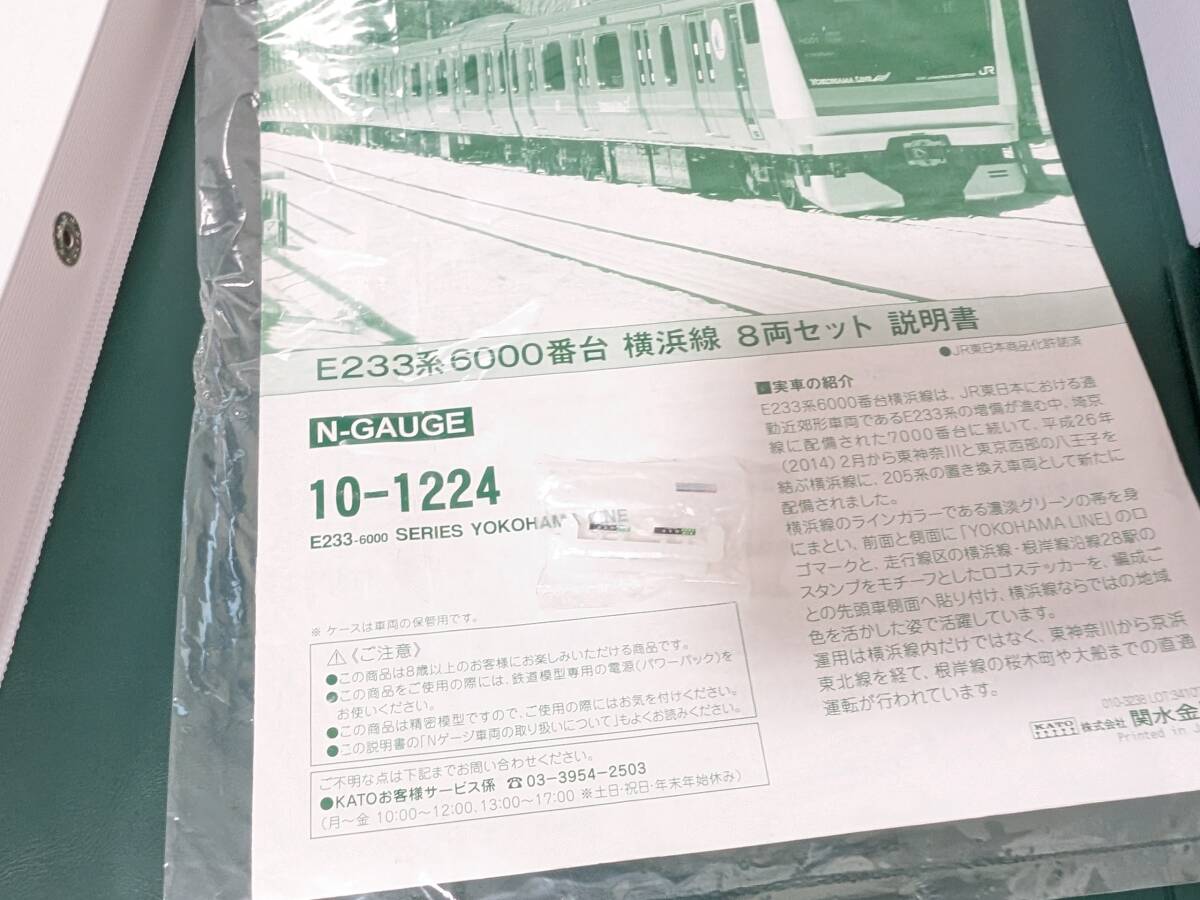 YOKOHAMA LINE
JR
E233系6000番台 横浜線 8両セット 説明書
●JR東日本商品化許諾済
N-GAUGE
10-1224
E233-6000 SERIES YOKOHAMA LINE
※ ケースは車両の保管用です。
⚠《ご注意》
●この商品は8歳以上のお客様にお楽しみいただける商品です。
●この商品をご使用の際には、鉄道模型専用の電源(パワーパック)を
お使いください。
●この商品は精密模型ですので、ご使用の際にはお気を付けください。
●この説明書の「Nゲージ車両の取り扱いについて」もよくお読みください。
ご不明な点は下記までお問い合わせください。
●KATOお客様サービス係 ☎03-3954-2503
(月～金 10:00～12:00、13:00～17:00 ※土日・祝日・年末年始休み)
■実車の紹介
E233系6000番台横浜線は、JR東日本における通
勤近郊形車両であるE233系の増備が進む中、埼京
線に配備された7000番台に続いて、平成26年
(2014)2月から東神奈川と東京西部の八王子を
結ぶ横浜線に、205系の置き換え車両として新たに
配備されました。
横浜線のラインカラーである濃淡グリーンの帯を身
にまとい、前面と側面に「YOKOHAMA LINE」のロ
ゴマークと、走行線区の横浜線・根岸線沿線28駅の
スタンプをモチーフとしたロゴステッカーを、編成ご
との先頭車側面へ貼り付け、横浜線ならではの地域
色を活かした姿で活躍しています。
運用は横浜線内だけではなく、東神奈川から京浜
東北線を経て、根岸線の桜木町や大船までの直通
運転が行われています。
KATO 株式会社 関水金
Printed in